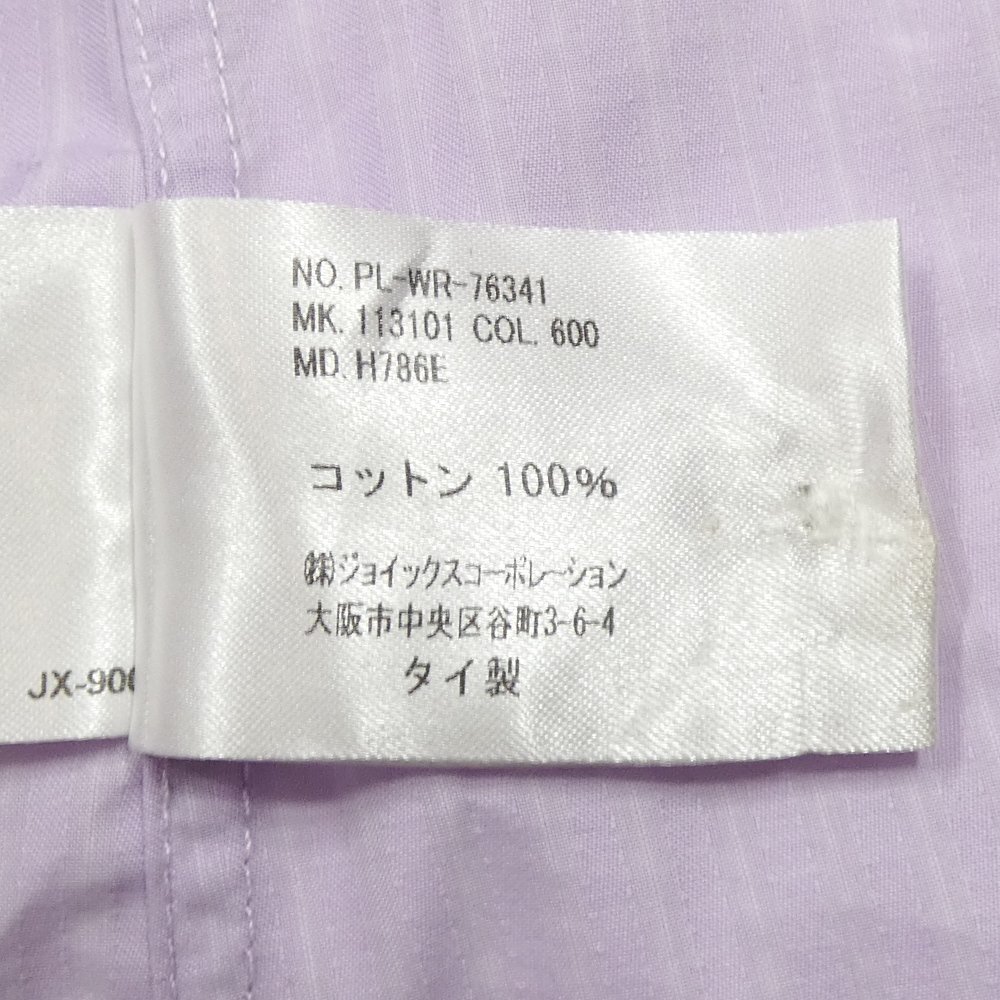 NO. PL-WR-76341
MK. 113101 COL. 600
MD. H786E
コットン 100%
㈱ジョイックスコーポレーション
大阪市中央区谷町3-6-4
タイ製
JX-900